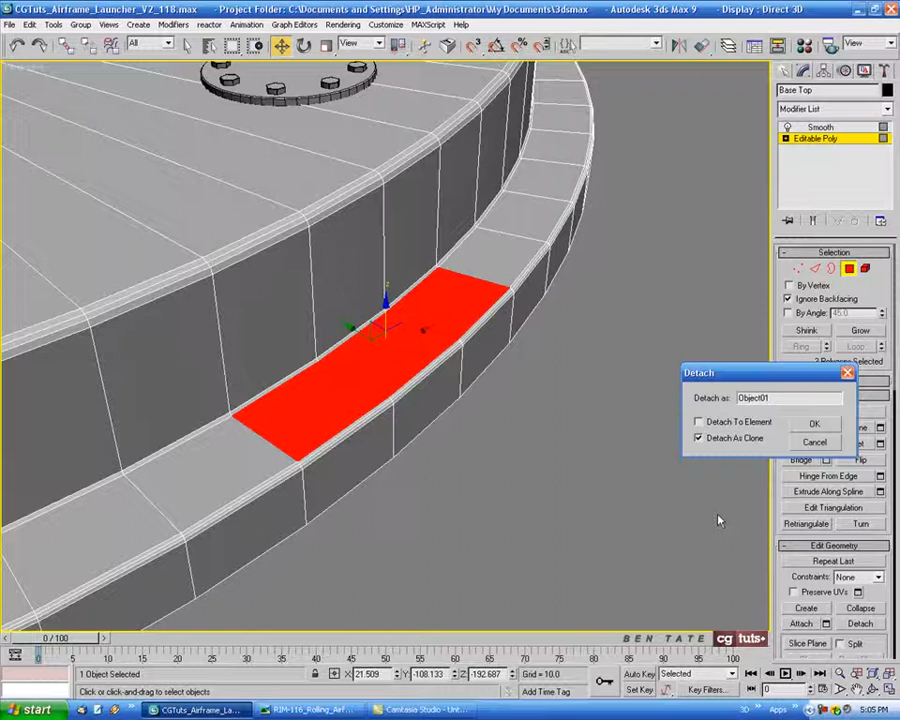 CGTuts_Airframe_Launcher_V2_118.max - Project Folder: C:\Documents and Settings\HP_Administrator\My Documents\3dsmax - Autodesk 3ds Max 9 - Display : Direct 3D
File Edit Tools Group Views Create Modifiers reactor Animation Graph Editors Rendering Customize MAXScript Help
All View View
Base Top
Modifier List
Smooth
Editable Poly
Selection
By Vertex
Ignore Backfacing
By Angle: 45.0
Shrink Grow
Ring Loop
Detach
Detach as: Object01
Detach To Element OK
Detach As Clone Cancel
Bridge Flip
Hinge From Edge
Extrude Along Spline
Edit Triangulation
Retriangulate Turn
Edit Geometry
Repeat Last
Constraints: None
Preserve UVs
Create Collapse
Attach Detach
Slice Plane Split
BEN TATE cg tuts+
0 / 100
0 5 10 15 20 25 30 35 40 45 50 55 60 65 70 75 80 85 90 95 100
1 Object Selected X: 21.509 Y: -108.133 Z: -192.687 Grid = 10.0 Auto Key Selected
Click or click-and-drag to select objects Add Time Tag Set Key Key Filters... 0
start CGTuts_Airframe_La... RIM-116_Rolling_Airf... Camtasia Studio - Unt... 3D Apps 5:05 PM